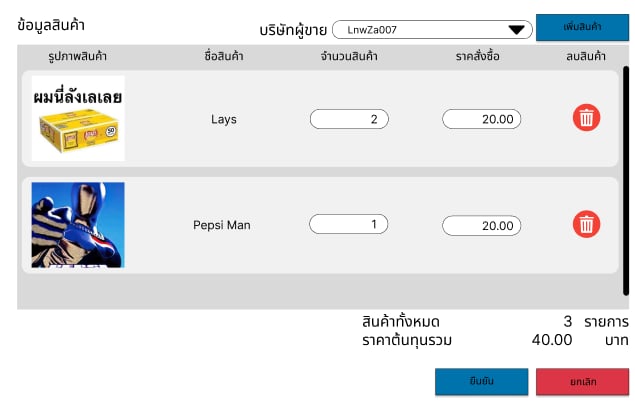 ข้อมูลสินค้า
บริษัทผู้ขาย LnwZa007 เพิ่มสินค้า
รูปภาพสินค้า ชื่อสินค้า จำนวนสินค้า ราคาสั่งซื้อ ลบสินค้า
ผมนี่ลังเลเลย
50
Lays 2 20.00
Pepsi Man 1 20.00
สินค้าทั้งหมด 3 รายการ
ราคาต้นทุนรวม 40.00 บาท
ยืนยัน ยกเลิก